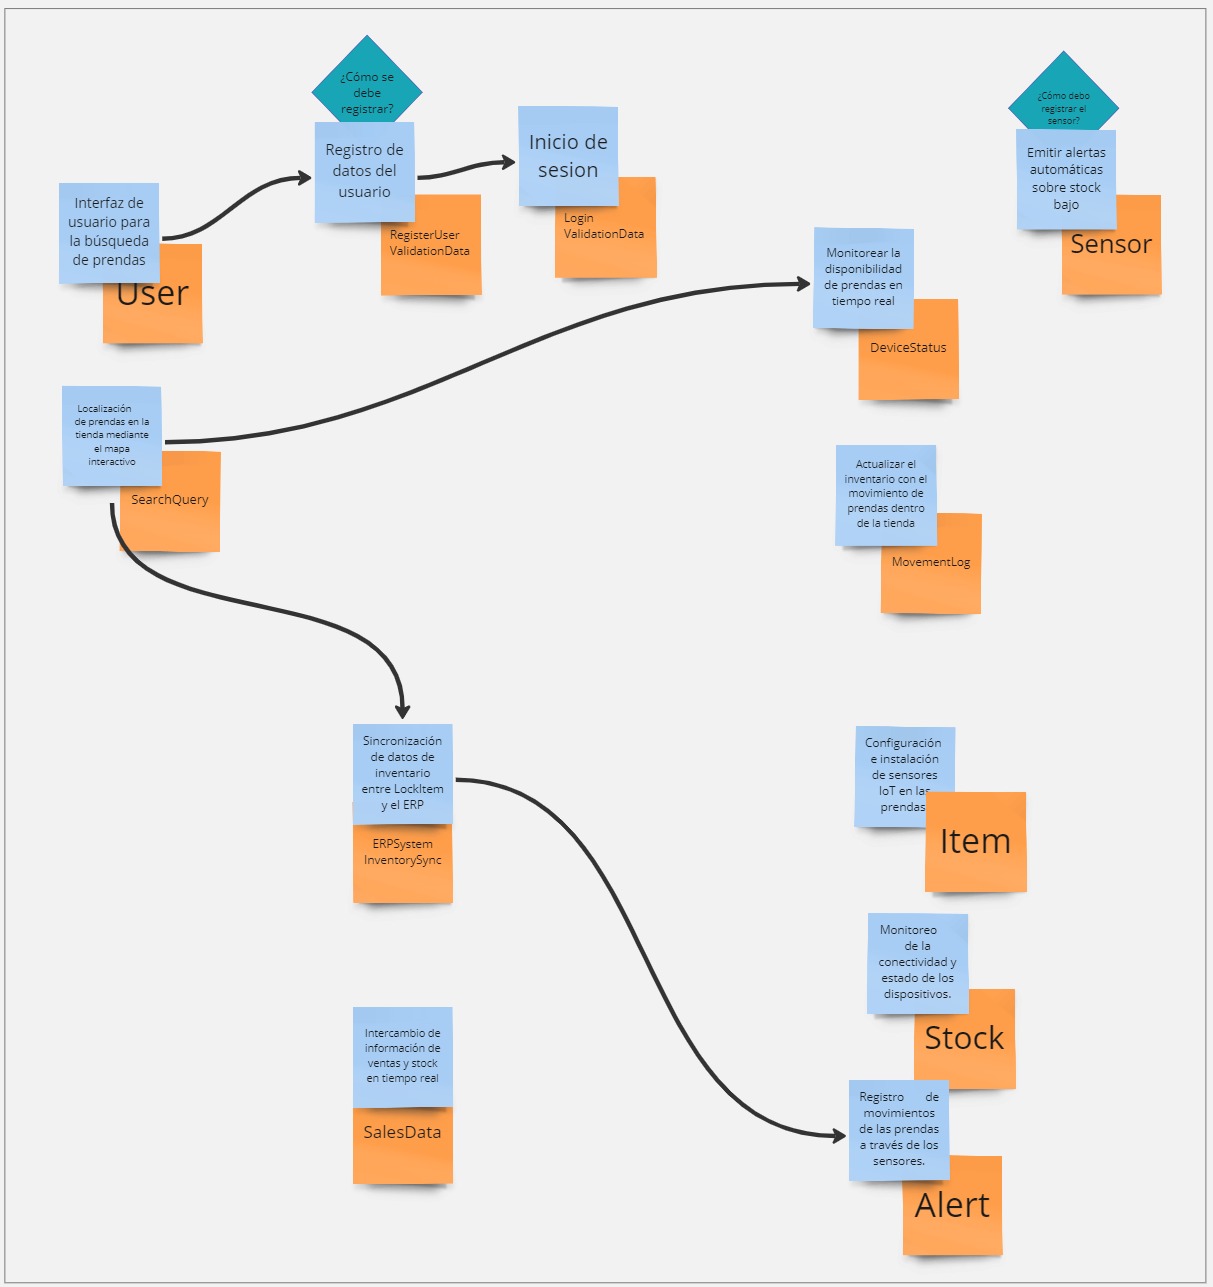 ¿Cómo se
debe
registrar?
Registro de
datos del
usuario
RegisterUser
ValidationData
Inicio de
sesion
Login
ValidationData
¿Cómo debo
registrar el
sensor?
Emitir alertas
automáticas
sobre stock
bajo
Sensor
Interfaz de
usuario para
la búsqueda
de prendas
User
Monitorear la
disponibilidad
de prendas en
tiempo real
DeviceStatus
Localización
de prendas en la
tienda mediante
el mapa
interactivo
SearchQuery
Actualizar el
inventario con el
movimiento de
prendas dentro
de la tienda
MovementLog
Sincronización
de datos de
inventario
entre LockItem
y el ERP
ERPSystem
InventorySync
Configuración
e instalación
de sensores
IoT en las
prendas
Item
Monitoreo
de la
conectividad y
estado de los
dispositivos.
Stock
Intercambio de
información de
ventas y stock
en tiempo real
SalesData
Registro de
movimientos
de las prendas
a través de los
sensores.
Alert